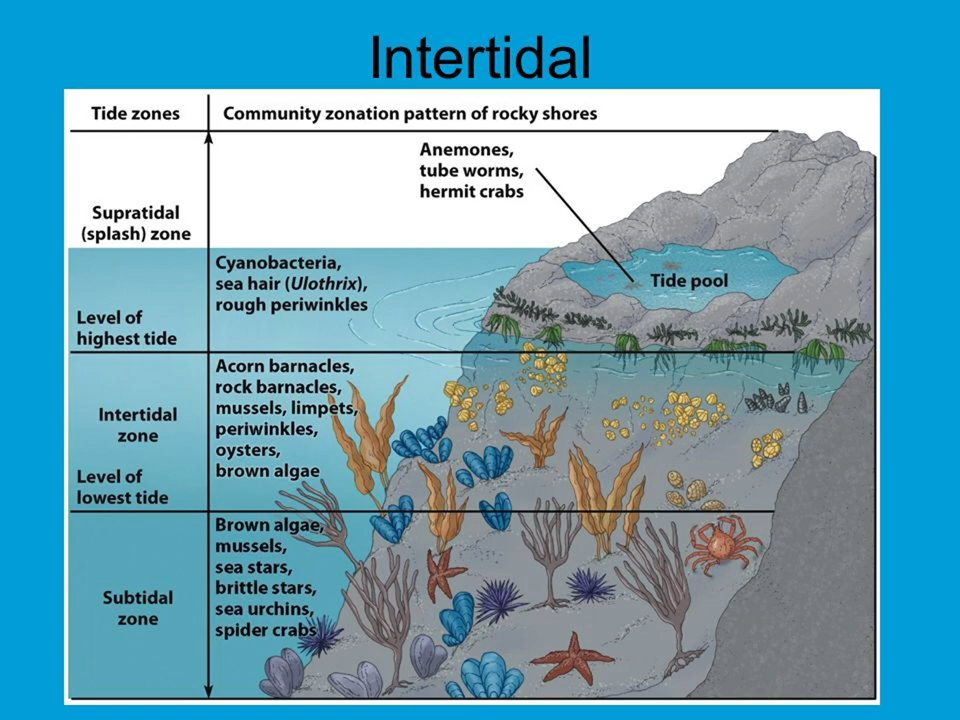 Intertidal
Tide zones
Community zonation pattern of rocky shores
Anemones,
tube worms,
hermit crabs
Supratidal
(splash) zone
Cyanobacteria,
sea hair (Ulothrix),
rough periwinkles
Tide pool
Level of
highest tide
Acorn barnacles,
rock barnacles,
mussels, limpets,
periwinkles,
oysters,
brown algae
Intertidal
zone
Level of
lowest tide
Brown algae,
mussels,
sea stars,
brittle stars,
sea urchins,
spider crabs
Subtidal
zone